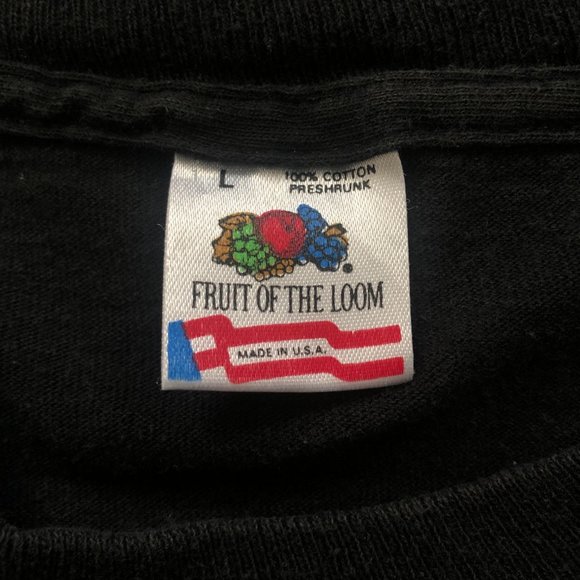 L
100% COTTON
PRESHRUNK
®
FRUIT OF THE LOOM
MADE IN U.S.A.